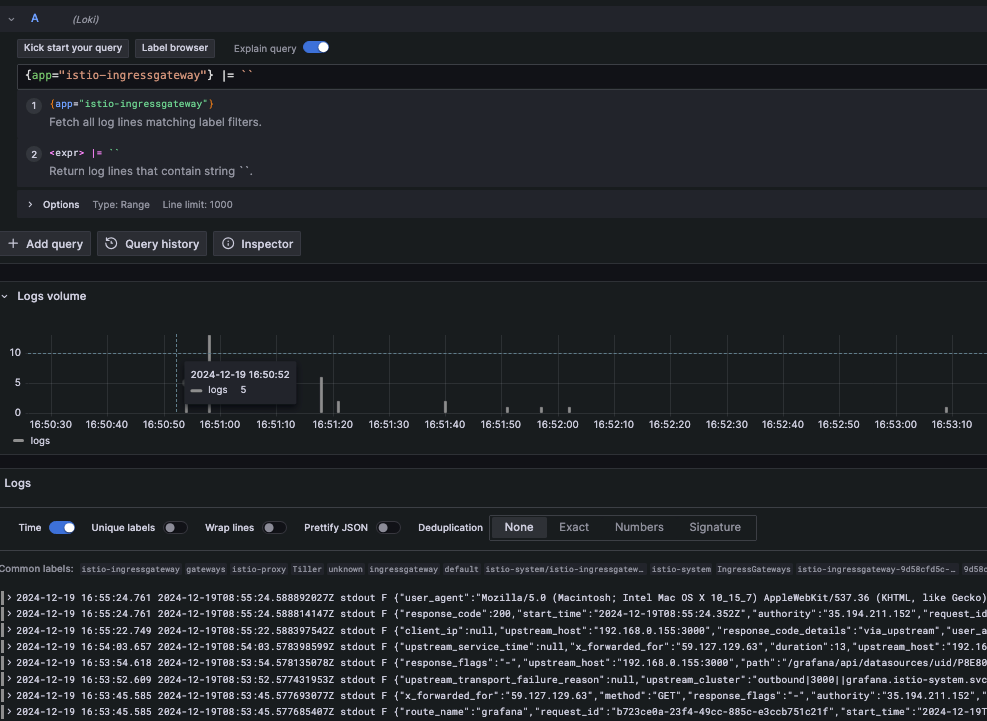 A (Loki)
Kick start your query Label browser Explain query
{app="istio-ingressgateway"} |= ``
1 {app="istio-ingressgateway"}
Fetch all log lines matching label filters.
2 <expr> |= ``
Return log lines that contain string ``.
Options Type: Range Line limit: 1000
+ Add query Query history Inspector
Logs volume
10
5
0
2024-12-19 16:50:52
logs 5
16:50:30 16:50:40 16:50:50 16:51:00 16:51:10 16:51:20 16:51:30 16:51:40 16:51:50 16:52:00 16:52:10 16:52:20 16:52:30 16:52:40 16:52:50 16:53:00 16:53:10
logs
Logs
Time Unique labels Wrap lines Prettify JSON Deduplication None Exact Numbers Signature
Common labels: istio-ingressgateway gateways istio-proxy Tiller unknown ingressgateway default istio-system/istio-ingressgatew… istio-system IngressGateways istio-ingressgateway-9d58cfd5c-… 9d58c
> 2024-12-19 16:55:24.761 2024-12-19T08:55:24.588892027Z stdout F {"user_agent":"Mozilla/5.0 (Macintosh; Intel Mac OS X 10_15_7) AppleWebKit/537.36 (KHTML, like Gecko)
> 2024-12-19 16:55:24.761 2024-12-19T08:55:24.588814147Z stdout F {"response_code":200,"start_time":"2024-12-19T08:55:24.352Z","authority":"35.194.211.152","request_id
> 2024-12-19 16:55:22.749 2024-12-19T08:55:22.588397542Z stdout F {"client_ip":null,"upstream_host":"192.168.0.155:3000","response_code_details":"via_upstream","user_a
> 2024-12-19 16:54:03.657 2024-12-19T08:54:03.578398599Z stdout F {"upstream_service_time":null,"x_forwarded_for":"59.127.129.63","duration":13,"upstream_host":"192.16
> 2024-12-19 16:53:54.618 2024-12-19T08:53:54.578135078Z stdout F {"response_flags":"-","upstream_host":"192.168.0.155:3000","path":"/grafana/api/datasources/uid/P8E80
> 2024-12-19 16:53:52.609 2024-12-19T08:53:52.577431953Z stdout F {"upstream_transport_failure_reason":null,"upstream_cluster":"outbound|3000||grafana.istio-system.svc
> 2024-12-19 16:53:45.585 2024-12-19T08:53:45.577693077Z stdout F {"x_forwarded_for":"59.127.129.63","method":"GET","response_flags":"-","authority":"35.194.211.152","
> 2024-12-19 16:53:45.585 2024-12-19T08:53:45.577685407Z stdout F {"route_name":"grafana","request_id":"b723ce0a-23f4-49cc-885c-e3ccb751c21f","start_time":"2024-12-19T